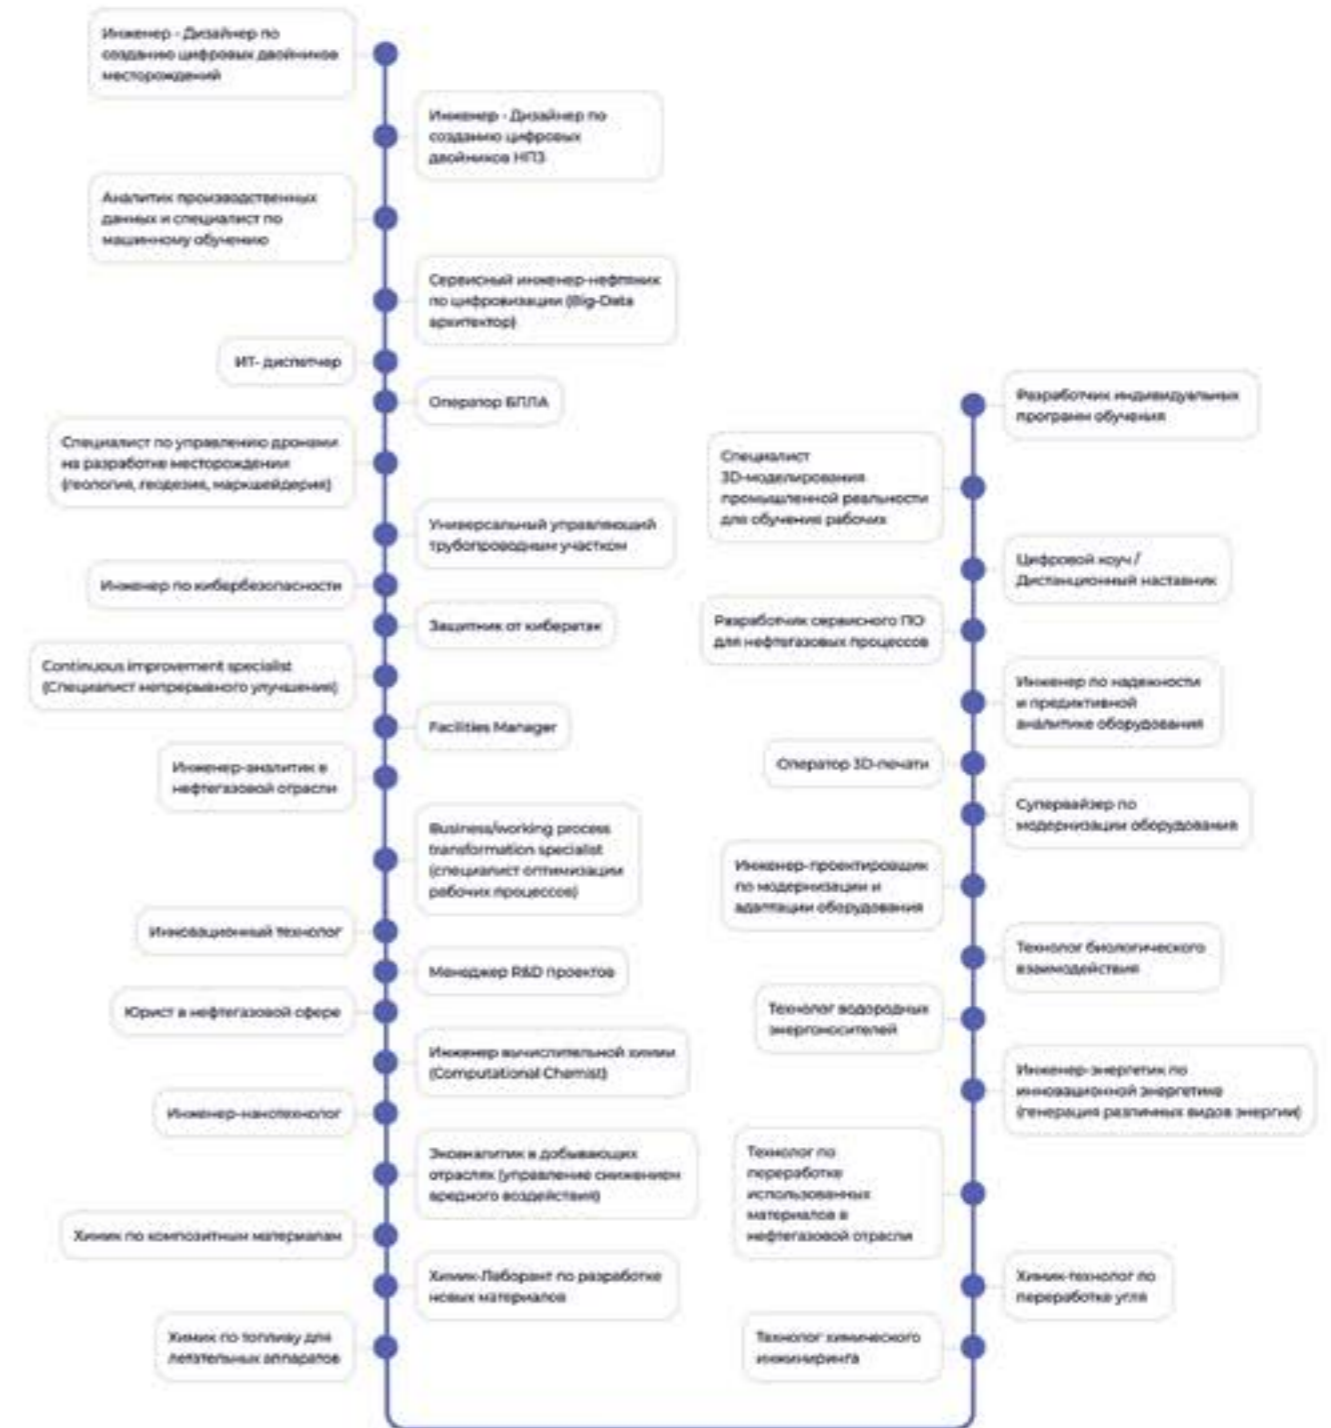 Инженер - Дизайнер по
созданию цифровых двойников
месторождений
Инженер - Дизайнер по
созданию цифровых
двойников НПЗ
Аналитик производственных
данных и специалист по
машинному обучению
Сервисный инженер-нефтяник
по цифровизации (Big-Data
архитектор)
ИТ- диспетчер
Оператор БПЛА
Специалист по управлению дронами
на разработке месторождении
(геология, геодезия, маркшейдерия)
Универсальный управляющий
трубопроводным участком
Инженер по кибербезопасности
Защитник от кибератак
Continuous improvement specialist
(Специалист непрерывного улучшения)
Facilities Manager
Инженер-аналитик в
нефтегазовой отрасли
Business/working process
transformation specialist
(специалист оптимизации
рабочих процессов)
Инновационный технолог
Менеджер R&D проектов
Юрист в нефтегазовой сфере
Инженер вычислительной химии
(Computational Chemist)
Инженер-нанотехнолог
Экоаналитик в добывающих
отраслях (управление снижением
вредного воздействия)
Химик по композитным материалам
Химик-Лаборант по разработке
новых материалов
Химик по топливу для
летательных аппаратов
Разработчик индивидуальных
программ обучения
Специалист
3D-моделирования
промышленной реальности
для обучения рабочих
Цифровой коуч /
Дистанционный наставник
Разработчик сервисного ПО
для нефтегазовых процессов
Инженер по надежности
и предиктивной
аналитике оборудования
Оператор 3D-печати
Супервайзер по
модернизации оборудования
Инженер-проектировщик
по модернизации и
адаптации оборудования
Технолог биологического
взаимодействия
Технолог водородных
энергоносителей
Инженер-энергетик по
инновационной энергетике
(генерация различных видов энергии)
Технолог по
переработке
использованных
материалов в
нефтегазовой отрасли
Химик-технолог по
переработке угля
Технолог химического
инжиниринга